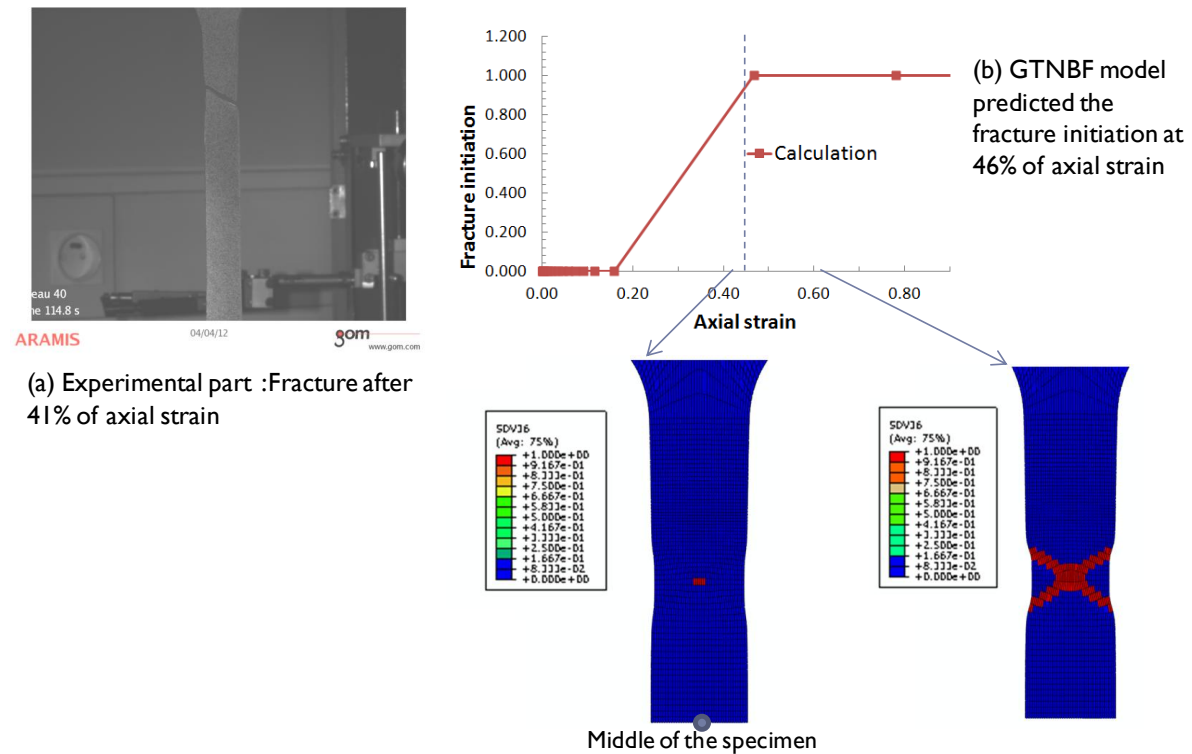 eau 40
ne 114.8 s
ARAMIS
04/04/12
gom
www.gom.com
(a) Experimental part :Fracture after
41% of axial strain
1.200
1.000
0.800
0.600
0.400
0.200
0.000
Fracture initiation
0.00 0.20 0.40 0.60 0.80
Axial strain
Calculation
(b) GTNBF model
predicted the
fracture initiation at
46% of axial strain
SDV36
(Avg: 75%)
+1.000e+00
+9.167e-01
+8.333e-01
+7.500e-01
+6.667e-01
+5.833e-01
+5.000e-01
+4.167e-01
+3.333e-01
+2.500e-01
+1.667e-01
+8.333e-02
+0.000e+00
SDV36
(Avg: 75%)
+1.000e+00
+9.167e-01
+8.333e-01
+7.500e-01
+6.667e-01
+5.833e-01
+5.000e-01
+4.167e-01
+3.333e-01
+2.500e-01
+1.667e-01
+8.333e-02
+0.000e+00
Middle of the specimen